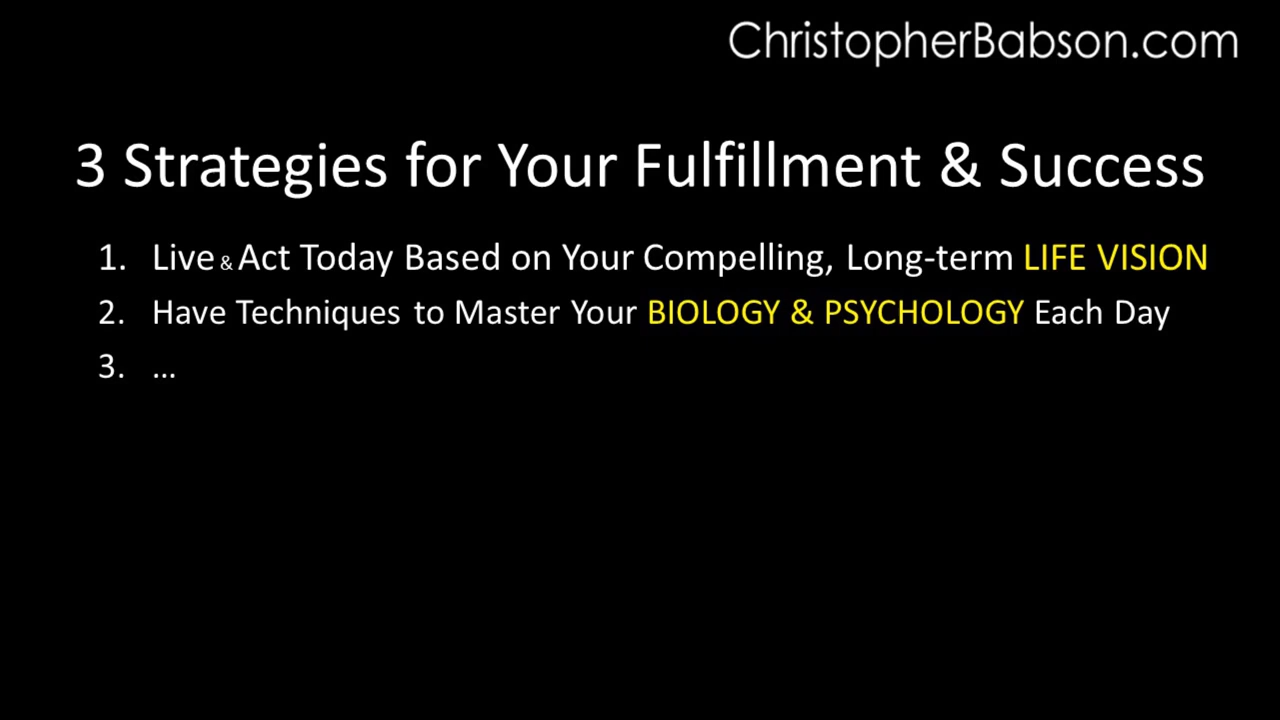 ChristopherBabson.com
3 Strategies for Your Fulfillment & Success
1. Live & Act Today Based on Your Compelling, Long-term LIFE VISION
2. Have Techniques to Master Your BIOLOGY & PSYCHOLOGY Each Day
3. ...